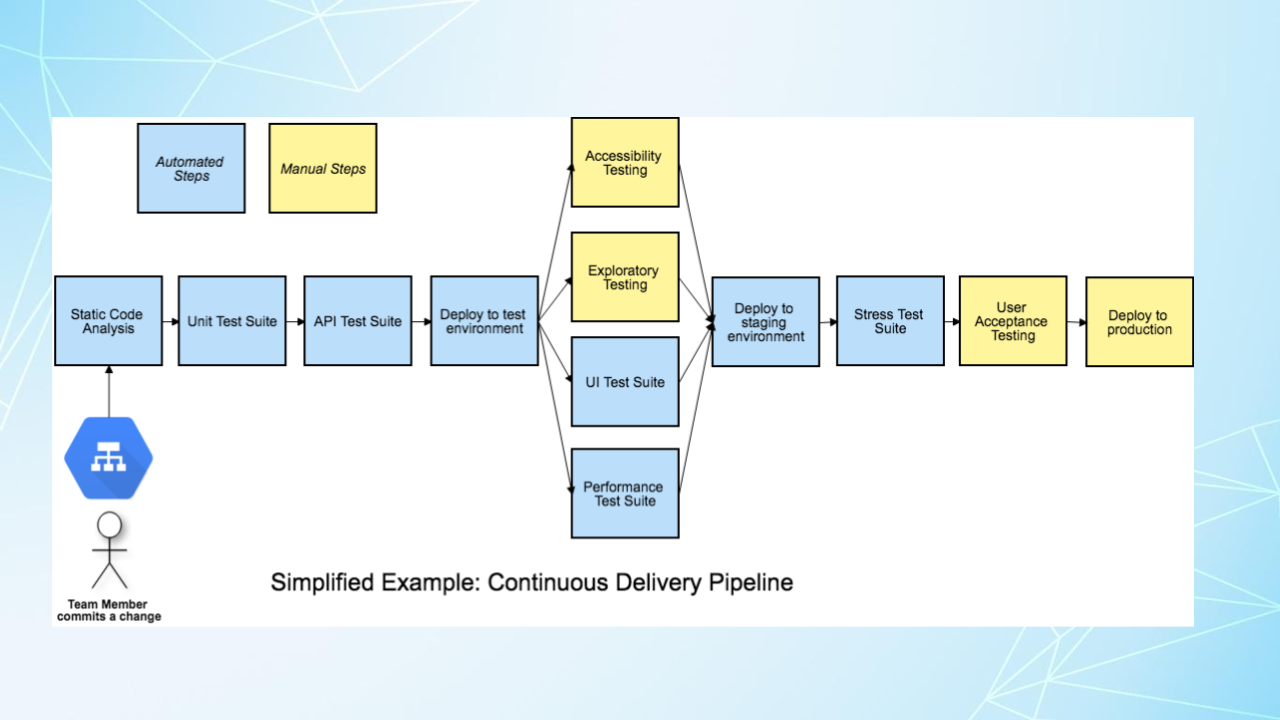 Automated
Steps
Manual Steps
Accessibility
Testing
Exploratory
Testing
Static Code
Analysis
Unit Test Suite
API Test Suite
Deploy to test
environment
UI Test Suite
Performance
Test Suite
Deploy to
staging
environment
Stress Test
Suite
User
Acceptance
Testing
Deploy to
production
Team Member
commits a change
Simplified Example: Continuous Delivery Pipeline